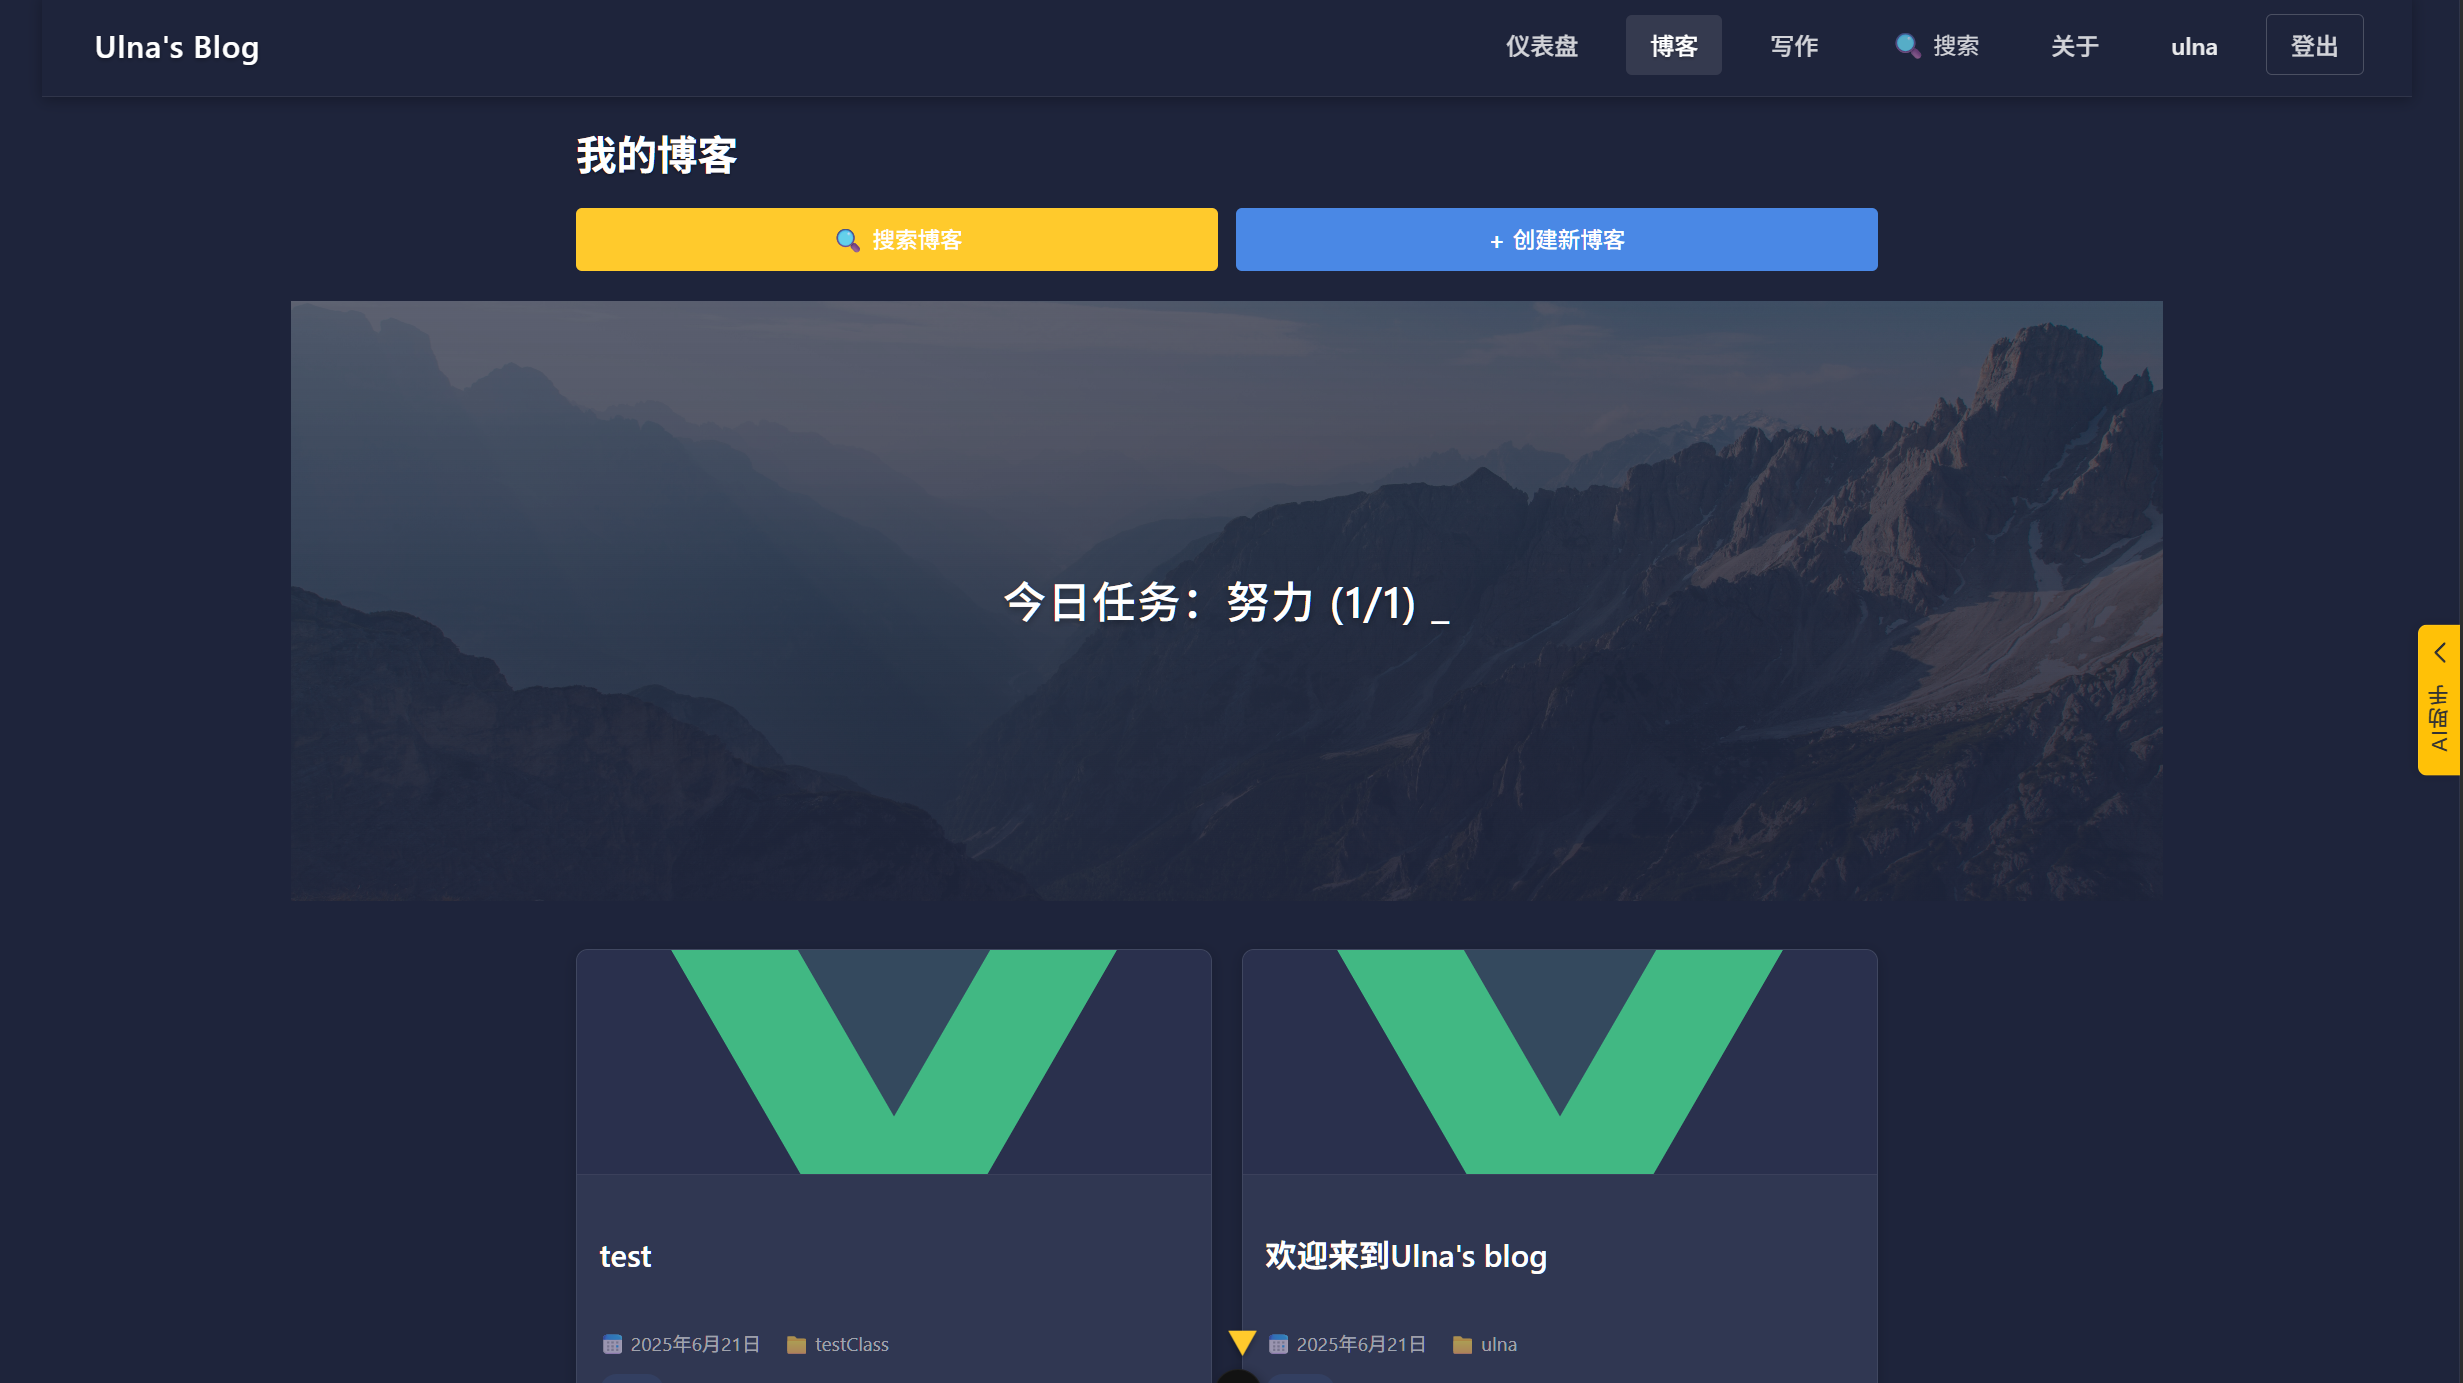 Ulna's Blog
仪表盘 博客 写作 搜索 关于 ulna 登出
我的博客
搜索博客
+ 创建新博客
今日任务：努力 (1/1) _
AI助手
test
2025年6月21日 testClass
欢迎来到Ulna's blog
2025年6月21日 ulna